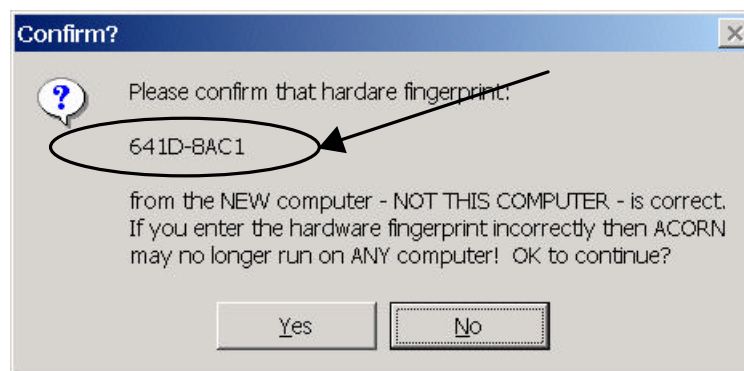 Confirm?
Please confirm that hardare fingerprint:
641D-8AC1
from the NEW computer - NOT THIS COMPUTER - is correct.
If you enter the hardware fingerprint incorrectly then ACORN
may no longer run on ANY computer! OK to continue?
Yes No